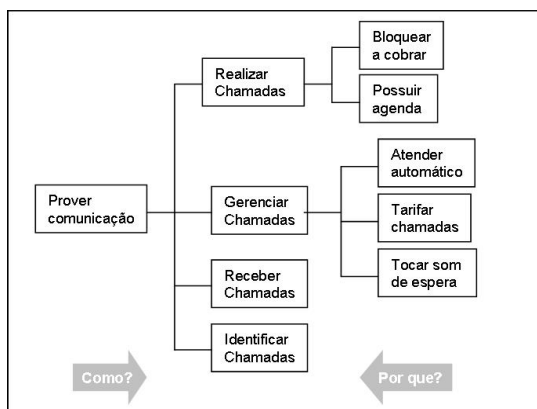 Bloquear
a cobrar
Realizar
Chamadas
Possuir
agenda
Atender
automático
Prover
comunicação
Gerenciar
Chamadas
Tarifar
chamadas
Tocar som
de espera
Receber
Chamadas
Identificar
Chamadas
Como?
Por que?